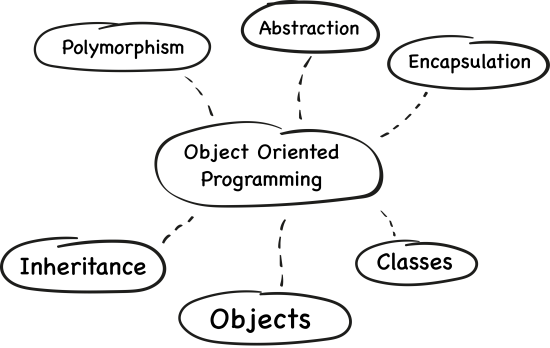 Polymorphism
Abstraction
Encapsulation
Object Oriented
Programming
Inheritance
Objects
Classes